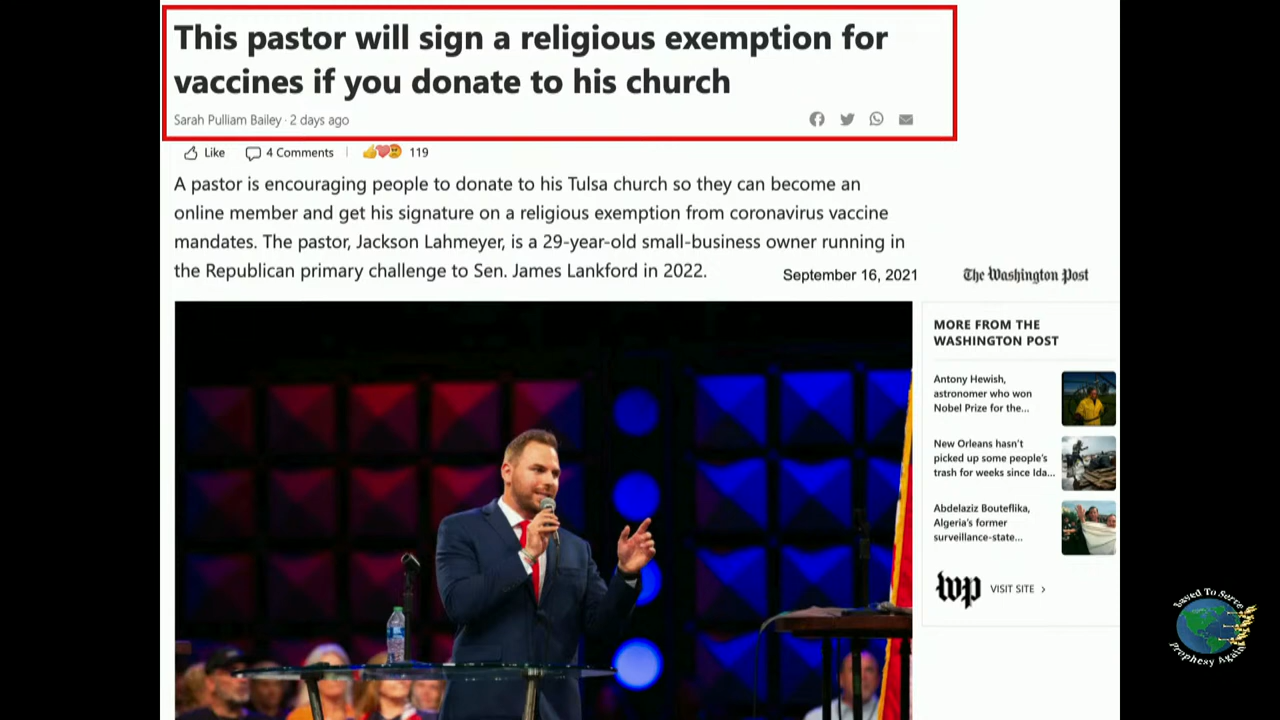 This pastor will sign a religious exemption for
vaccines if you donate to his church
Sarah Pulliam Bailey · 2 days ago
Like
4 Comments
119
A pastor is encouraging people to donate to his Tulsa church so they can become an
online member and get his signature on a religious exemption from coronavirus vaccine
mandates. The pastor, Jackson Lahmeyer, is a 29-year-old small-business owner running in
the Republican primary challenge to Sen. James Lankford in 2022.
September 16, 2021
The Washington Post
MORE FROM THE
WASHINGTON POST
Antony Hewish,
astronomer who won
Nobel Prize for the...
New Orleans hasn't
picked up some people's
trash for weeks since Ida...
Abdelaziz Bouteflika,
Algeria's former
surveillance-state...
wp
VISIT SITE >
Saved To Serve
Prophesy Again